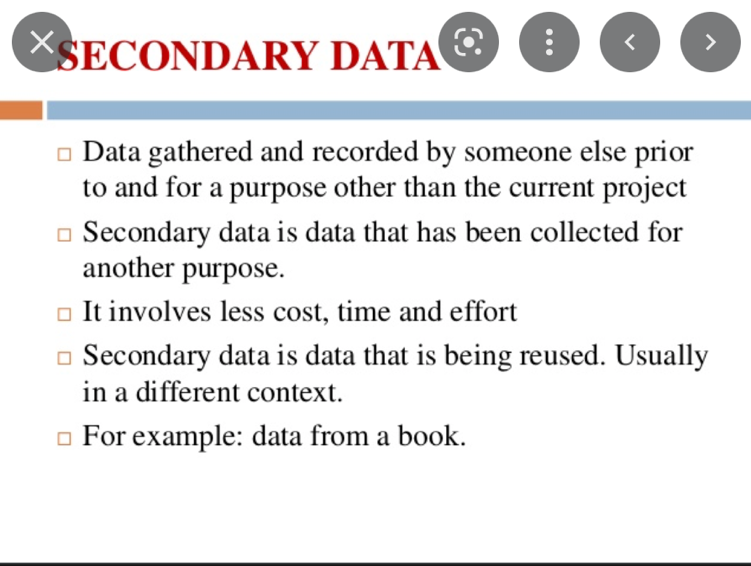 SECONDARY DATA
Data gathered and recorded by someone else prior
to and for a purpose other than the current project
Secondary data is data that has been collected for
another purpose.
It involves less cost, time and effort
Secondary data is data that is being reused. Usually
in a different context.
For example: data from a book.